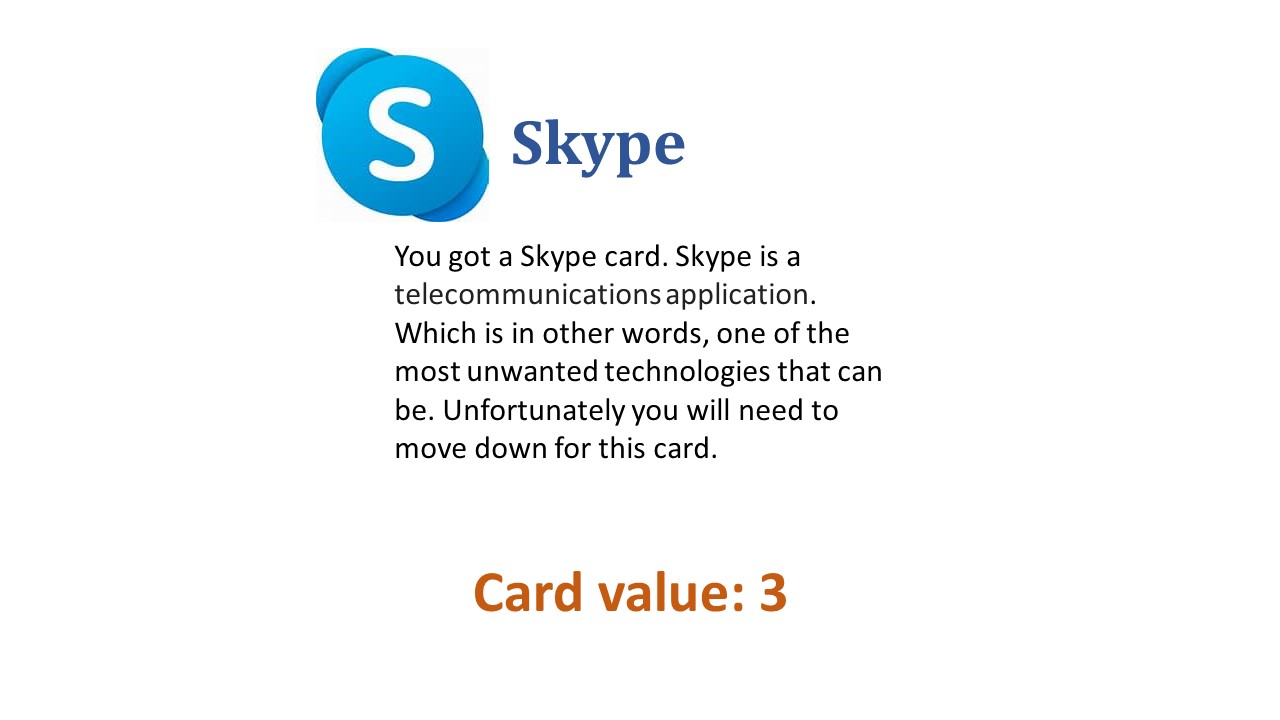 S
Skype
You got a Skype card. Skype is a
telecommunications application.
Which is in other words, one of the
most unwanted technologies that can
be. Unfortunately you will need to
move down for this card.
Card value: 3